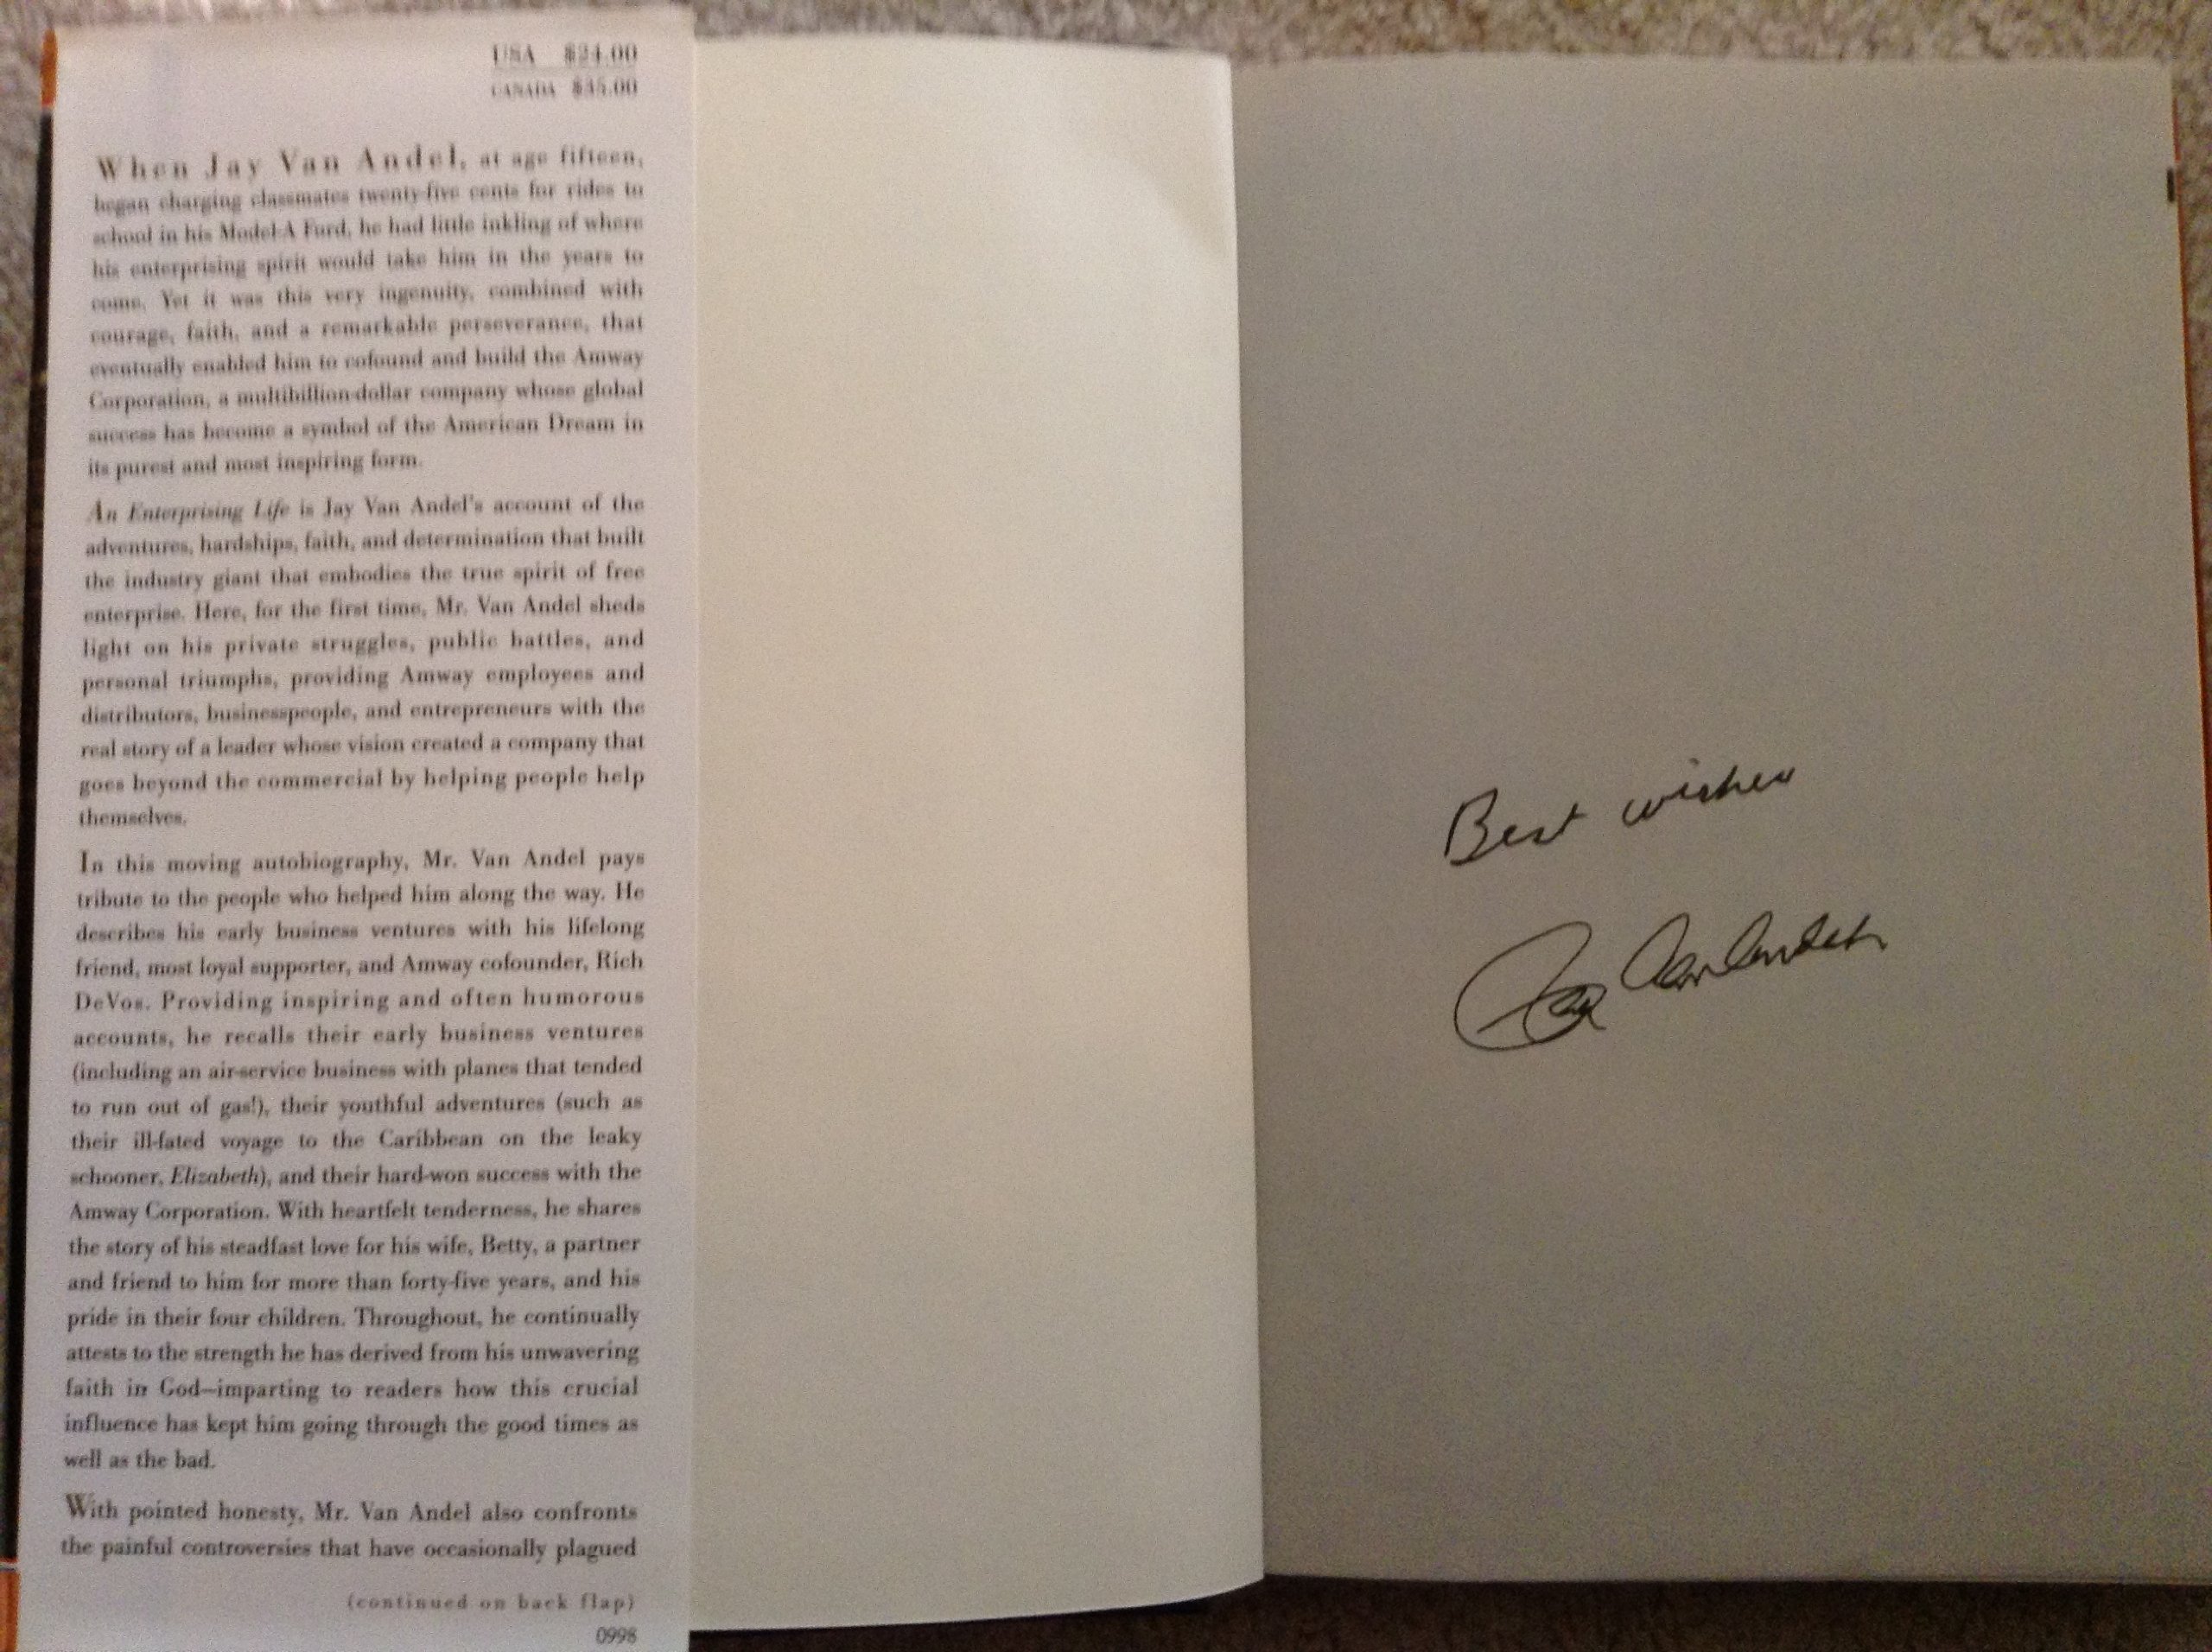 USA $24.00
CANADA $35.00
When Jay Van Andel, at age fifteen,
began charging classmates twenty-five cents for rides to
school in his Model-A Ford, he had little inkling of where
his enterprising spirit would take him in the years to
come. Yet it was this very ingenuity, combined with
courage, faith, and a remarkable perseverance, that
eventually enabled him to cofound and build the Amway
Corporation, a multibillion-dollar company whose global
success has become a symbol of the American Dream in
its purest and most inspiring form.
An Enterprising Life is Jay Van Andel's account of the
adventures, hardships, faith, and determination that built
the industry giant that embodies the true spirit of free
enterprise. Here, for the first time, Mr. Van Andel sheds
light on his private struggles, public battles, and
personal triumphs, providing Amway employees and
distributors, businesspeople, and entrepreneurs with the
real story of a leader whose vision created a company that
goes beyond the commercial by helping people help
themselves.
In this moving autobiography, Mr. Van Andel pays
tribute to the people who helped him along the way. He
describes his early business ventures with his lifelong
friend, most loyal supporter, and Amway cofounder, Rich
DeVos. Providing inspiring and often humorous
accounts, he recalls their early business ventures
(including an air-service business with planes that tended
to run out of gas!), their youthful adventures (such as
their ill-fated voyage to the Caribbean on the leaky
schooner, Elizabeth), and their hard-won success with the
Amway Corporation. With heartfelt tenderness, he shares
the story of his steadfast love for his wife, Betty, a partner
and friend to him for more than forty-five years, and his
pride in their four children. Throughout, he continually
attests to the strength he has derived from his unwavering
faith in God—imparting to readers how this crucial
influence has kept him going through the good times as
well as the bad.
With pointed honesty, Mr. Van Andel also confronts
the painful controversies that have occasionally plagued
(continued on back flap)
0998
Best wishes
Jay Van Andel